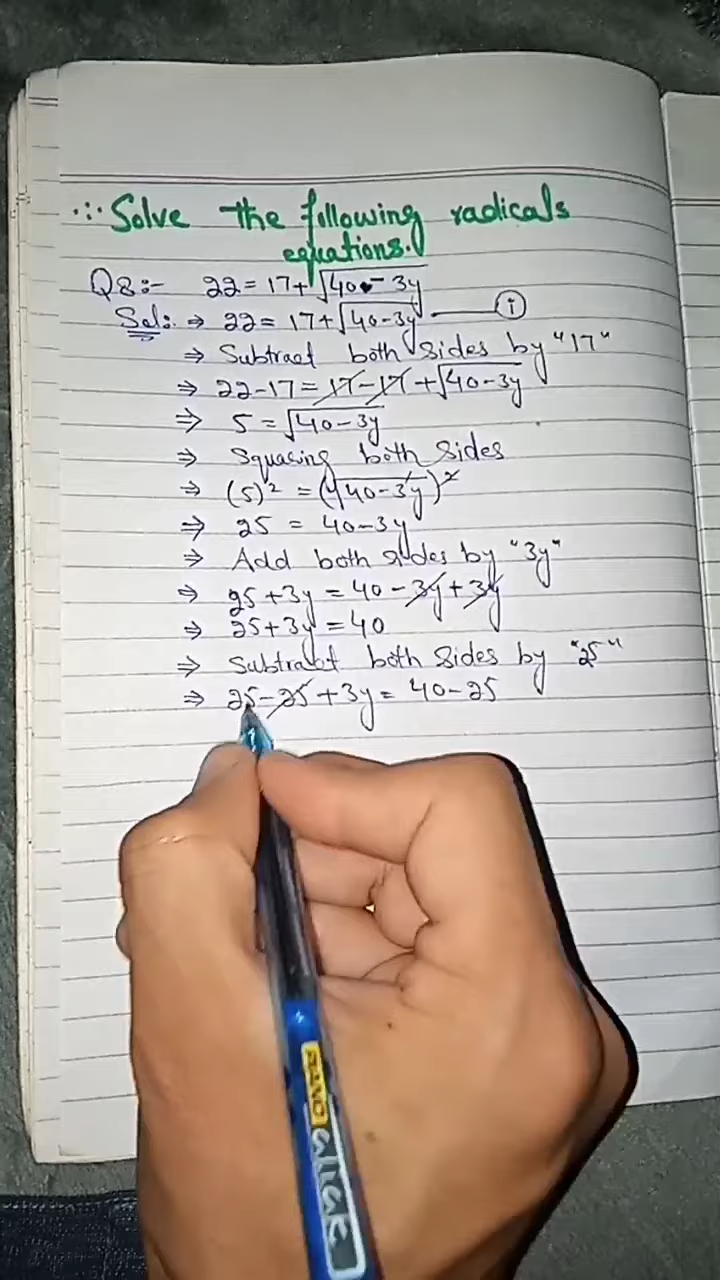 ∴ Solve the following radicals
equations.
Q8:- 22 = 17 + √40 - 3y
Sol: ⇒ 22 = 17 + √40-3y — (i)
⇒ Subtract both sides by "17"
⇒ 22 - 17 = 17 - 17 + √40-3y
⇒ 5 = √40-3y
⇒ Squaring both sides
⇒ (5)² = (√40-3y)²
⇒ 25 = 40-3y
⇒ Add both sides by "3y"
⇒ 25 + 3y = 40 - 3y + 3y
⇒ 25 + 3y = 40
⇒ Subtract both sides by "25"
⇒ 25 - 25 + 3y = 40 - 25
PIANO